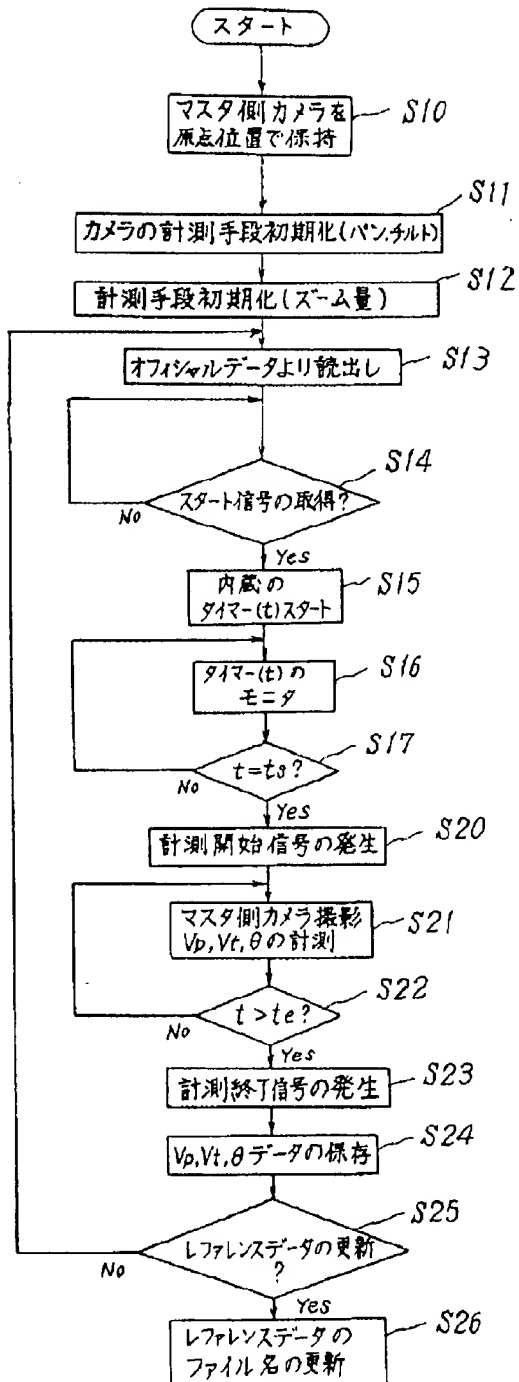 スタート
マスタ側カメラを
原点位置で保持
S10
カメラの計測手段初期化(パン,チルト)
S11
計測手段初期化(ズーム量)
S12
オフィシャルデータより読出し
S13
スタート信号の取得?
S14
No
Yes
内蔵の
タイマー(t)スタート
S15
タイマー(t)の
モニタ
S16
t=ts?
S17
No
Yes
計測開始信号の発生
S20
マスタ側カメラ撮影
Vp,Vt,θの計測
S21
t>te?
S22
No
Yes
計測終了信号の発生
S23
Vp,Vt,θデータの保存
S24
レファレンスデータの更新
?
S25
No
Yes
レファレンスデータの
ファイル名の更新
S26